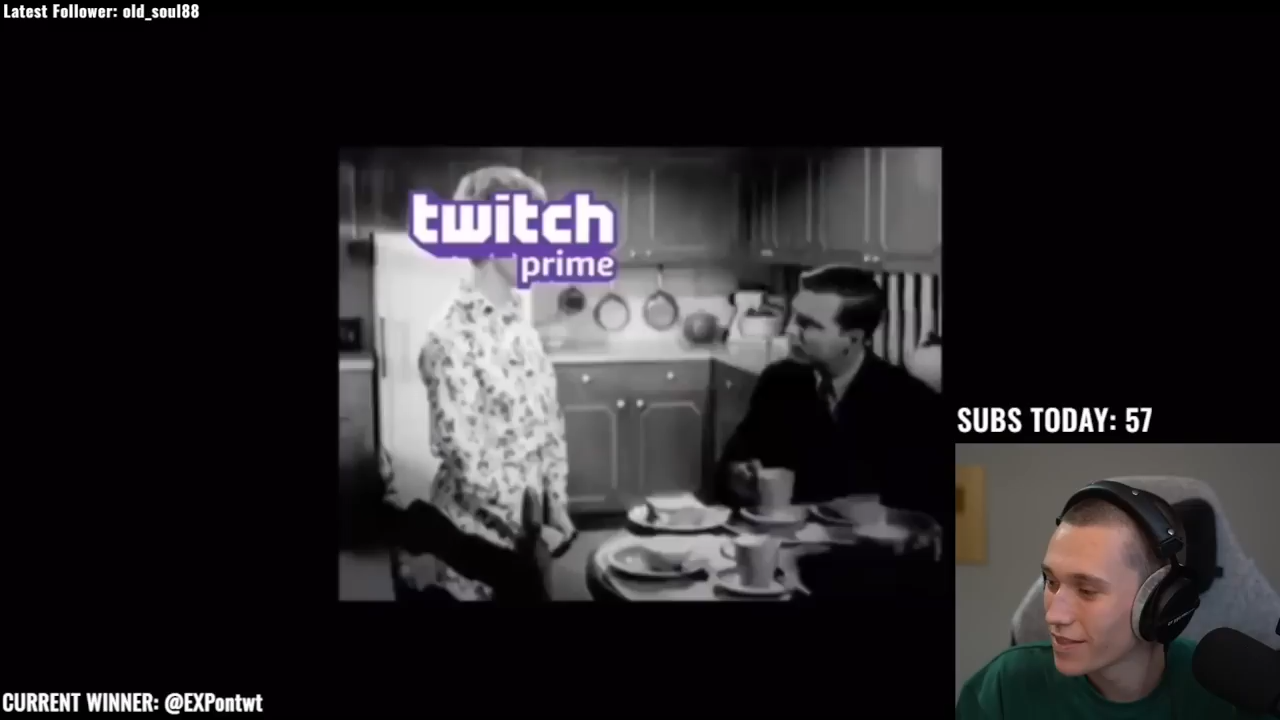 Latest Follower: old_soul88
twitch
prime
SUBS TODAY: 57
CURRENT WINNER: @EXPontwt